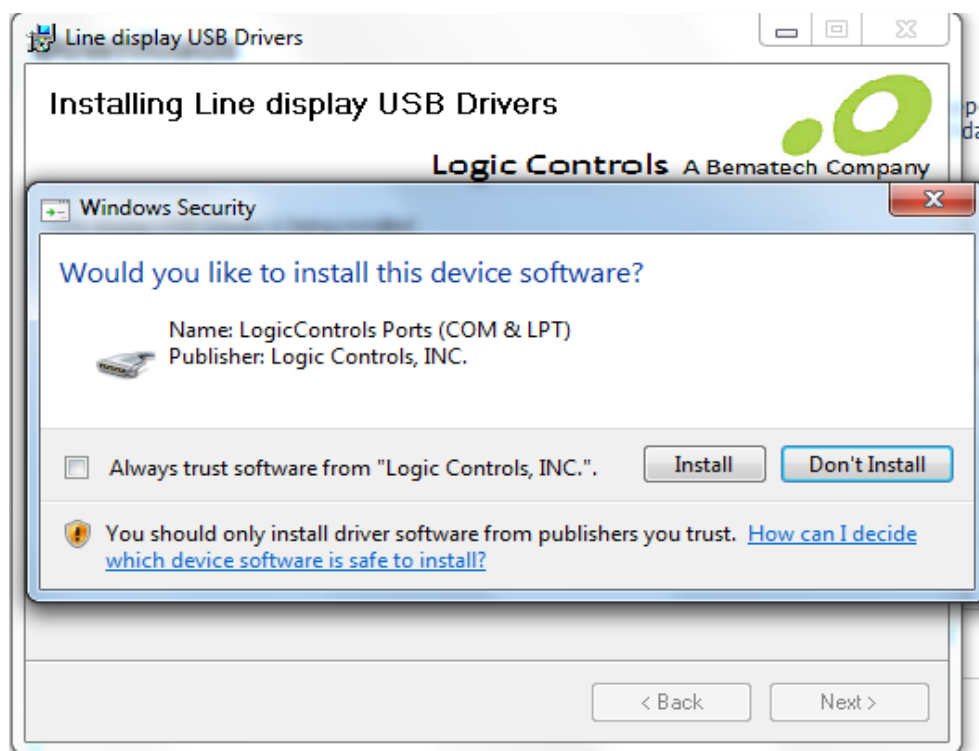 Line display USB Drivers
Installing Line display USB Drivers
Logic Controls A Bematech Company
Windows Security
Would you like to install this device software?
Name: LogicControls Ports (COM & LPT)
Publisher: Logic Controls, INC.
Always trust software from "Logic Controls, INC.".
Install
Don't Install
You should only install driver software from publishers you trust. How can I decide
which device software is safe to install?
< Back
Next >